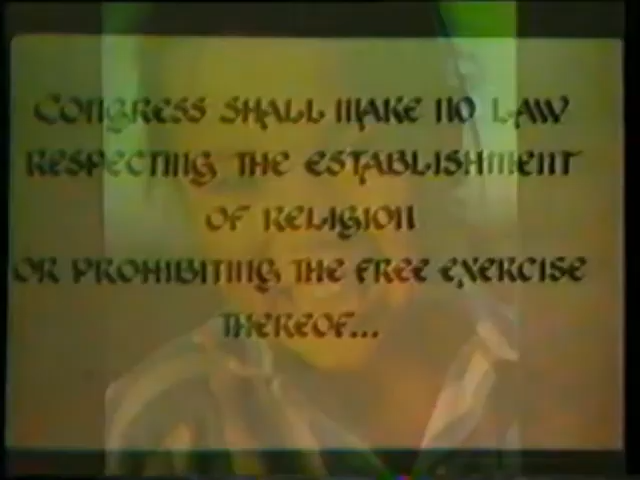 CONGRESS SHALL MAKE NO LAW
RESPECTING THE ESTABLISHMENT
OF RELIGION
OR PROHIBITING THE FREE EXERCISE
THEREOF...